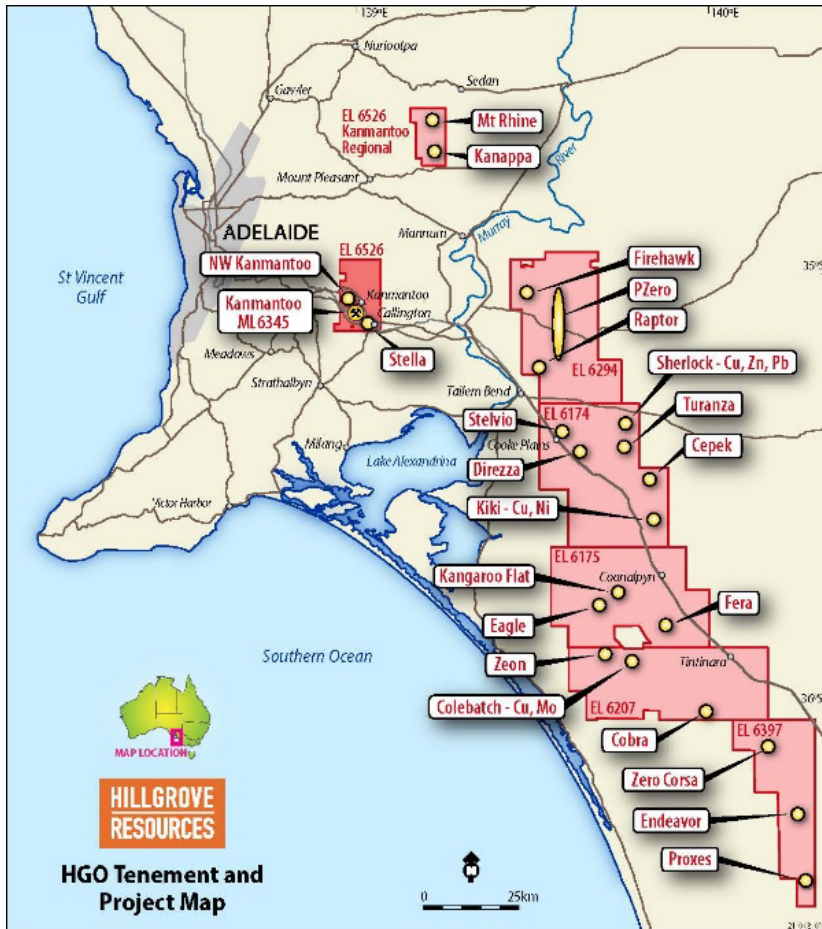 139°E
140°E
Nuriootpa
Sedan
Gawler
EL 6526
Kanmantoo
Regional
Mt Rhine
Kanappa
Mount Pleasant
River
Murray
Mannum
ADELAIDE
EL 6526
NW Kanmantoo
Kanmantoo
Kanmantoo
ML6345
Callington
Stella
St Vincent
Gulf
Firehawk
35°S
PZero
Raptor
EL 6294
Meadows
Strathalbyn
Tailem Bend
Sherlock - Cu, Zn, Pb
EL 6174
Stelvio
Turanza
Cooke Plains
Cepek
Milang
Lake Alexandrina
Direzza
Victor Harbor
Kiki - Cu, Ni
EL 6175
Kangaroo Flat
Coonalpyn
Eagle
Fera
Southern Ocean
Zeon
Tintinara
36°S
Colebatch - Cu, Mo
EL 6207
Cobra
EL 6397
MAP LOCATION
Zero Corsa
HILLGROVE
RESOURCES
Endeavor
Proxes
HGO Tenement and
Project Map
N
0 25km